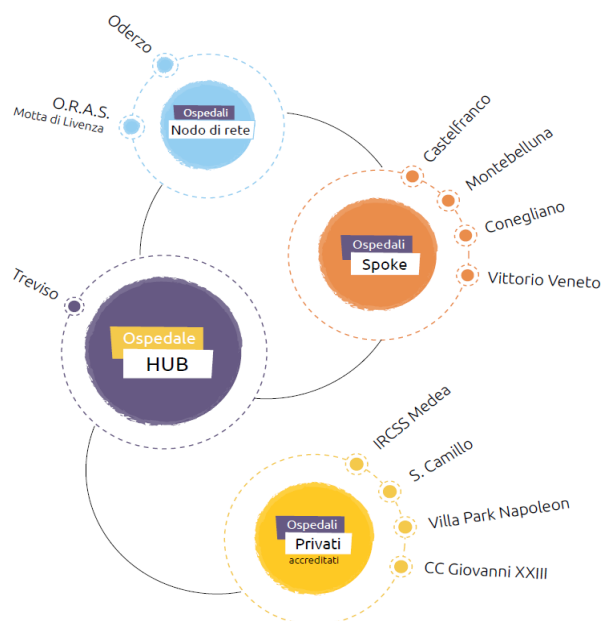 Oderzo
O.R.A.S.
Motta di Livenza
Ospedali
Nodo di rete
Castelfranco
Montebelluna
Conegliano
Vittorio Veneto
Ospedali
Spoke
Treviso
Ospedale
HUB
IRCSS Medea
S. Camillo
Villa Park Napoleon
CC Giovanni XXIII
Ospedali
Privati
accreditati